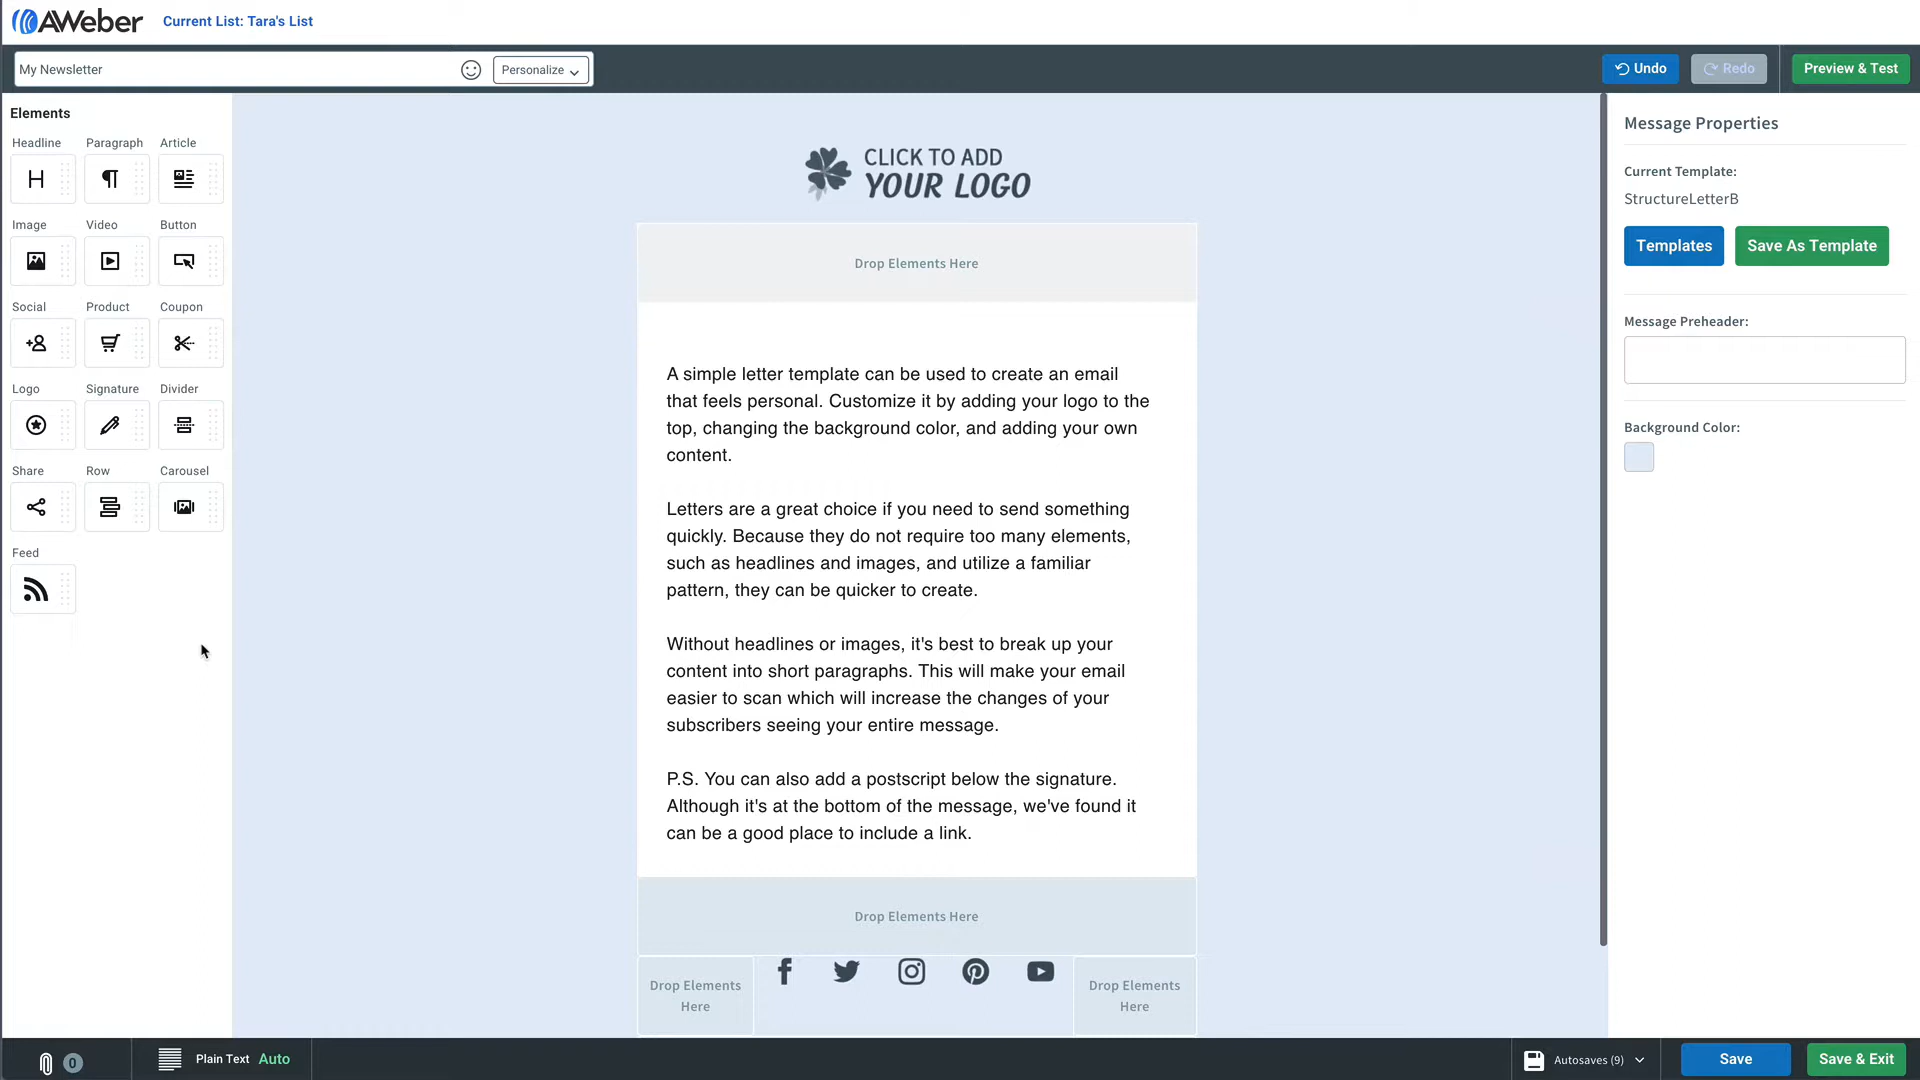 AWeber
Current List: Tara's List
My Newsletter
Personalize
Undo
Redo
Preview & Test
Elements
Headline
Paragraph
Article
H
Image
Video
Button
Social
Product
Coupon
Logo
Signature
Divider
Share
Row
Carousel
Feed
CLICK TO ADD
YOUR LOGO
Drop Elements Here
A simple letter template can be used to create an email
that feels personal. Customize it by adding your logo to the
top, changing the background color, and adding your own
content.
Letters are a great choice if you need to send something
quickly. Because they do not require too many elements,
such as headlines and images, and utilize a familiar
pattern, they can be quicker to create.
Without headlines or images, it's best to break up your
content into short paragraphs. This will make your email
easier to scan which will increase the changes of your
subscribers seeing your entire message.
P.S. You can also add a postscript below the signature.
Although it's at the bottom of the message, we've found it
can be a good place to include a link.
Drop Elements Here
Drop Elements
Here
Drop Elements
Here
Message Properties
Current Template:
StructureLetterB
Templates
Save As Template
Message Preheader:
Background Color:
0
Plain Text Auto
Autosaves (9)
Save
Save & Exit